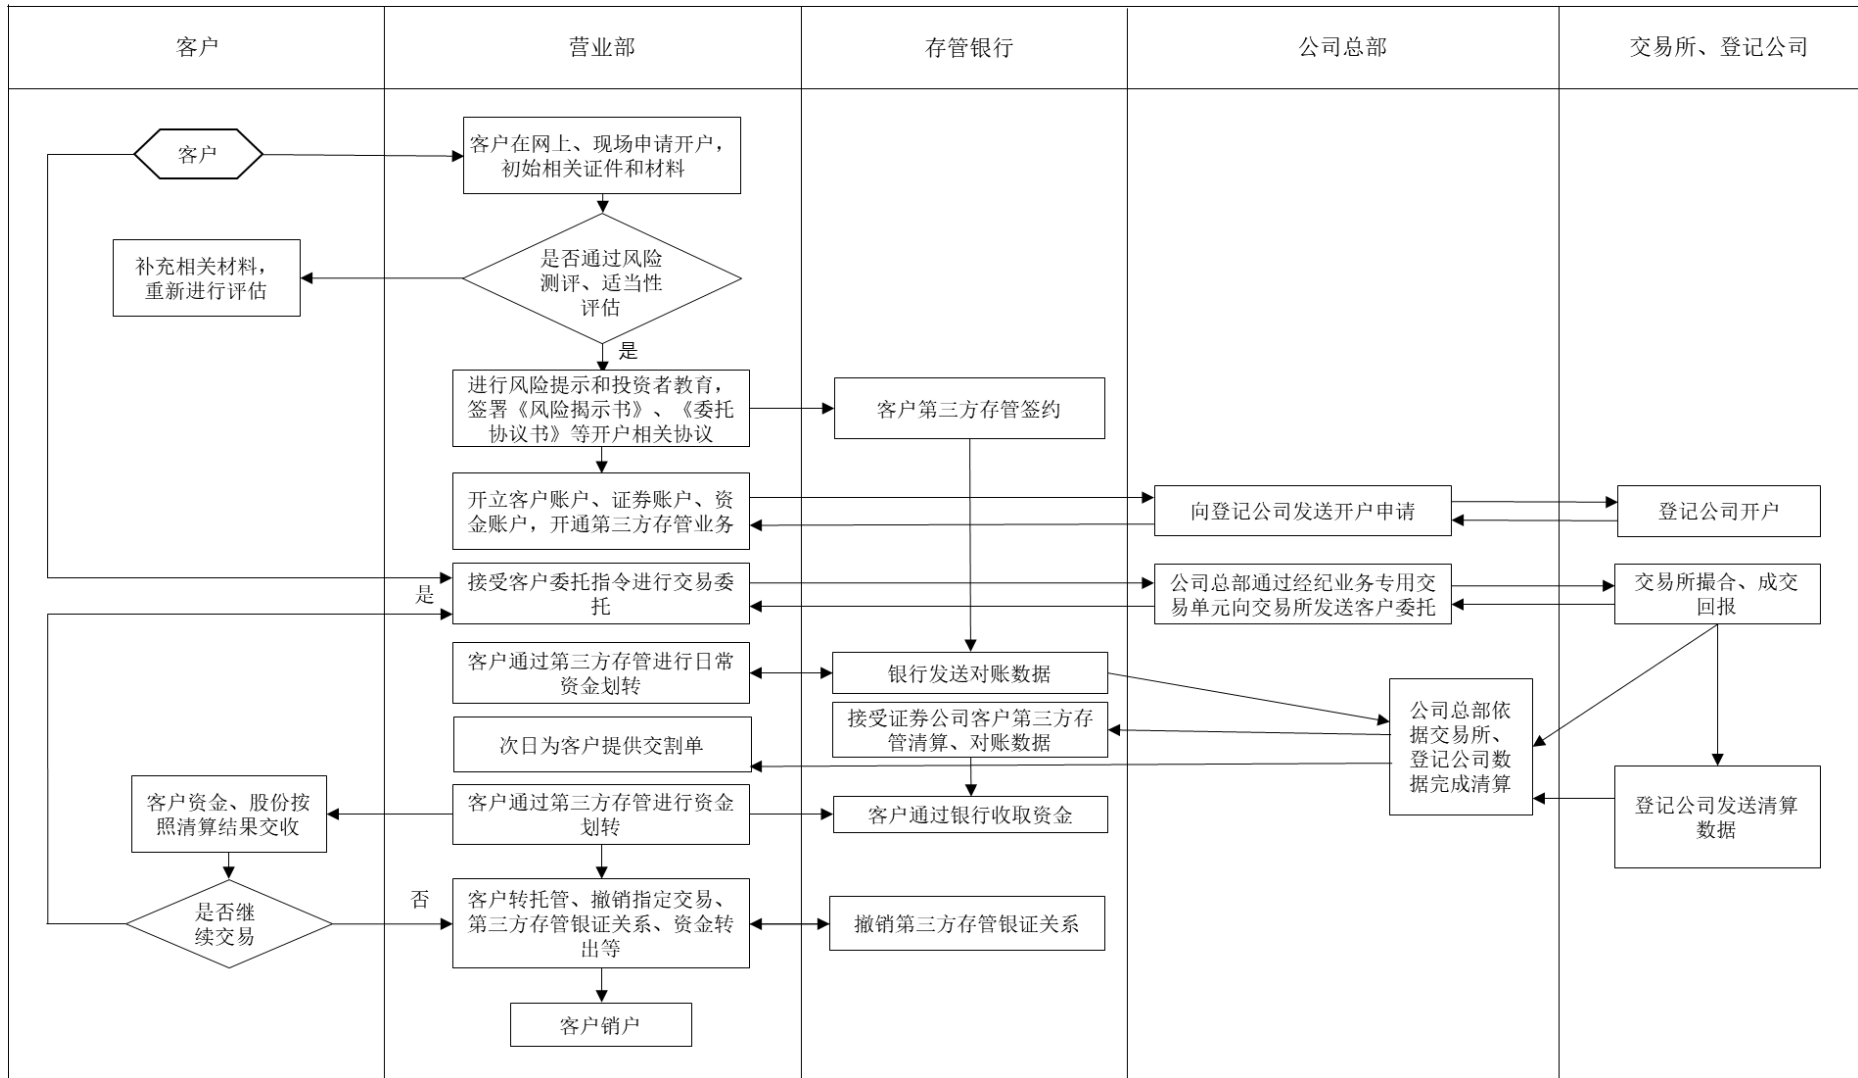 客户
营业部
存管银行
公司总部
交易所、登记公司
客户
客户在网上、现场申请开户，
初始相关证件和材料
补充相关材料，
重新进行评估
是否通过风险
测评、适当性
评估
是
进行风险提示和投资者教育，
签署《风险揭示书》、《委托
协议书》等开户相关协议
客户第三方存管签约
开立客户账户、证券账户、资
金账户，开通第三方存管业务
向登记公司发送开户申请
登记公司开户
是
接受客户委托指令进行交易委
托
公司总部通过经纪业务专用交
易单元向交易所发送客户委托
交易所撮合、成交
回报
客户通过第三方存管进行日常
资金划转
银行发送对账数据
次日为客户提供交割单
接受证券公司客户第三方存
管清算、对账数据
公司总部依
据交易所、
登记公司数
据完成清算
客户资金、股份按
照清算结果交收
客户通过第三方存管进行资金
划转
客户通过银行收取资金
登记公司发送清算
数据
是否继
续交易
否
客户转托管、撤销指定交易、
第三方存管银证关系、资金转
出等
撤销第三方存管银证关系
客户销户